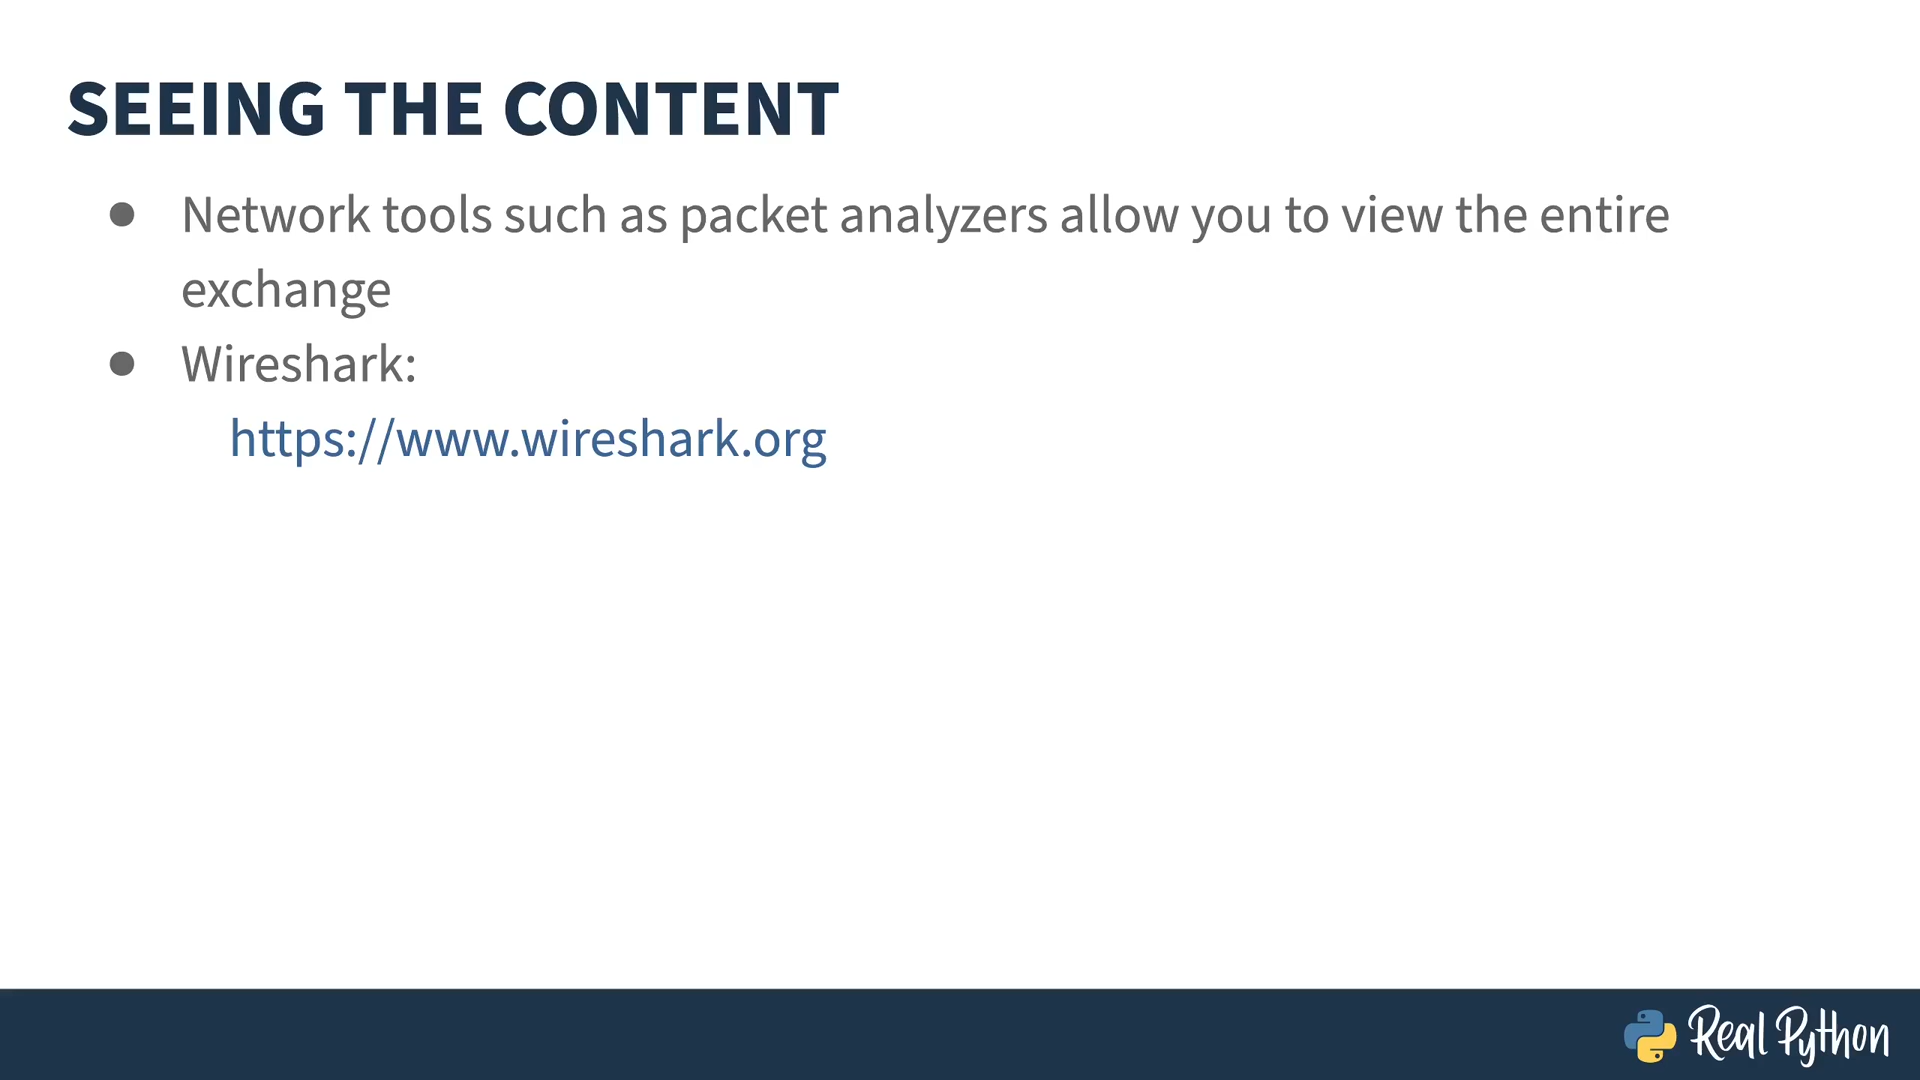 SEEING THE CONTENT
● Network tools such as packet analyzers allow you to view the entire
exchange
● Wireshark:
https://www.wireshark.org
Real Python